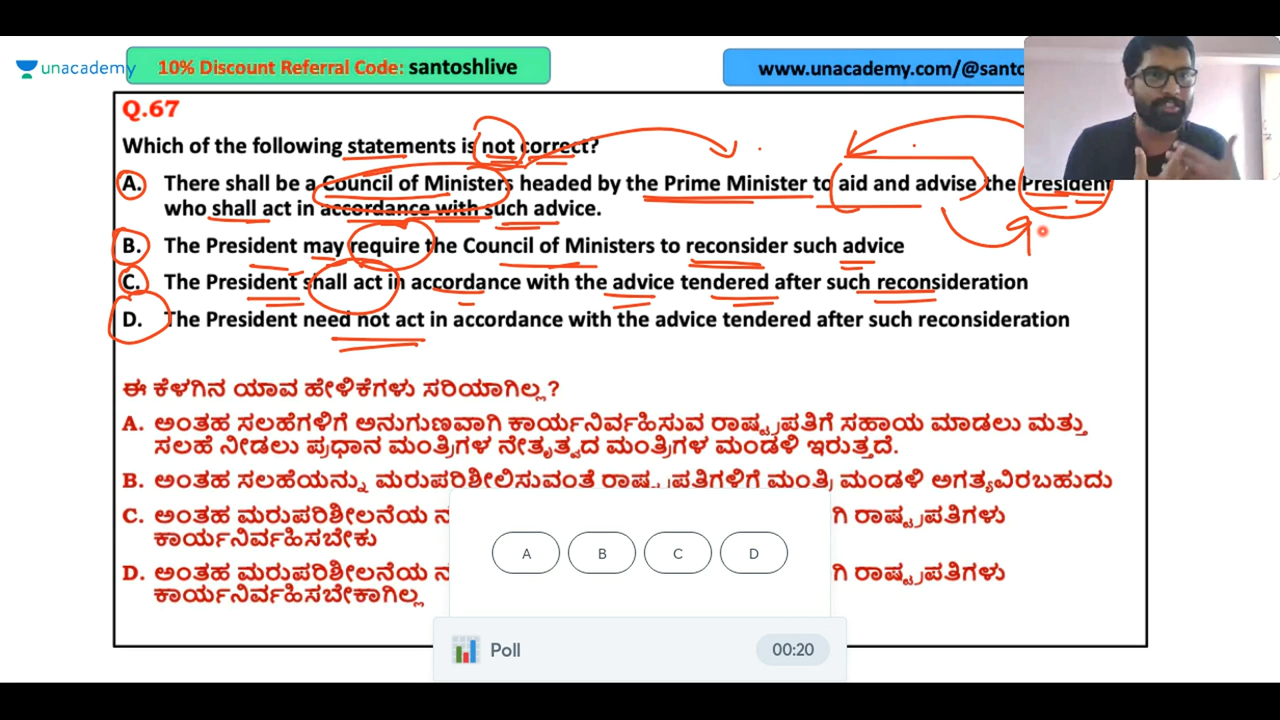 unacademy
10% Discount Referral Code: santoshlive
www.unacademy.com/@santo
Q.67
Which of the following statements is not correct?
A. There shall be a Council of Ministers headed by the Prime Minister to aid and advise the President
who shall act in accordance with such advice.
B. The President may require the Council of Ministers to reconsider such advice
C. The President shall act in accordance with the advice tendered after such reconsideration
D. The President need not act in accordance with the advice tendered after such reconsideration
ಈ ಕೆಳಗಿನ ಯಾವ ಹೇಳಿಕೆಗಳು ಸರಿಯಾಗಿಲ್ಲ?
A. ಅಂತಹ ಸಲಹೆಗಳಿಗೆ ಅನುಗುಣವಾಗಿ ಕಾರ್ಯನಿರ್ವಹಿಸುವ ರಾಷ್ಟ್ರಪತಿಗೆ ಸಹಾಯ ಮಾಡಲು ಮತ್ತು
ಸಲಹೆ ನೀಡಲು ಪ್ರಧಾನ ಮಂತ್ರಿಗಳ ನೇತೃತ್ವದ ಮಂತ್ರಿಗಳ ಮಂಡಳಿ ಇರುತ್ತದೆ.
B. ಅಂತಹ ಸಲಹೆಯನ್ನು ಮರುಪರಿಶೀಲಿಸುವಂತೆ ರಾಷ್ಟ್ರಪತಿಗಳಿಗೆ ಮಂತ್ರಿ ಮಂಡಳಿ ಅಗತ್ಯವಿರಬಹುದು
C. ಅಂತಹ ಮರುಪರಿಶೀಲನೆಯ ರಾಷ್ಟ್ರಪತಿಗಳು
ಕಾರ್ಯನಿರ್ವಹಿಸಬೇಕು
D. ಅಂತಹ ಮರುಪರಿಶೀಲನೆಯ ರಾಷ್ಟ್ರಪತಿಗಳು
ಕಾರ್ಯನಿರ್ವಹಿಸಬೇಕಾಗಿಲ್ಲ
A B C D
Poll 00:20